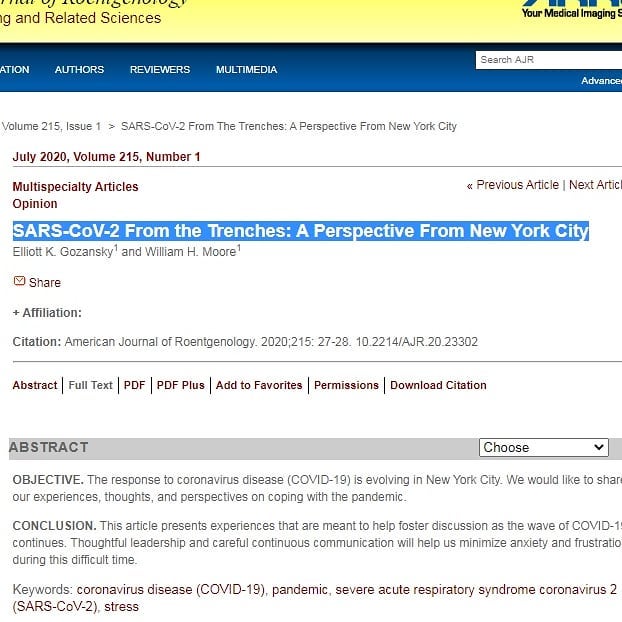 of Roentgenology
ng and Related Sciences
Your Medical Imaging S
ATION AUTHORS REVIEWERS MULTIMEDIA
Search AJR
Advance
Volume 215, Issue 1 > SARS-CoV-2 From The Trenches: A Perspective From New York City
July 2020, Volume 215, Number 1
Multispecialty Articles
« Previous Article | Next Articl
Opinion
SARS-CoV-2 From the Trenches: A Perspective From New York City
Elliott K. Gozansky1 and William H. Moore1
Share
+ Affiliation:
Citation: American Journal of Roentgenology. 2020;215: 27-28. 10.2214/AJR.20.23302
Abstract | Full Text | PDF | PDF Plus | Add to Favorites | Permissions | Download Citation
ABSTRACT
Choose
OBJECTIVE. The response to coronavirus disease (COVID-19) is evolving in New York City. We would like to share
our experiences, thoughts, and perspectives on coping with the pandemic.
CONCLUSION. This article presents experiences that are meant to help foster discussion as the wave of COVID-19
continues. Thoughtful leadership and careful continuous communication will help us minimize anxiety and frustratio
during this difficult time.
Keywords: coronavirus disease (COVID-19), pandemic, severe acute respiratory syndrome coronavirus 2
(SARS-CoV-2), stress